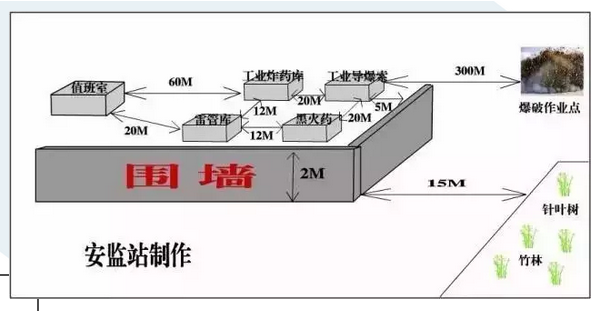 值班室
60M
工业炸药库
工业导爆索
300M
爆破作业点
20M
雷管库
12M
12M
黑火药
20M
20M
5M
围墙
2M
15M
针叶树
竹林
安监站制作